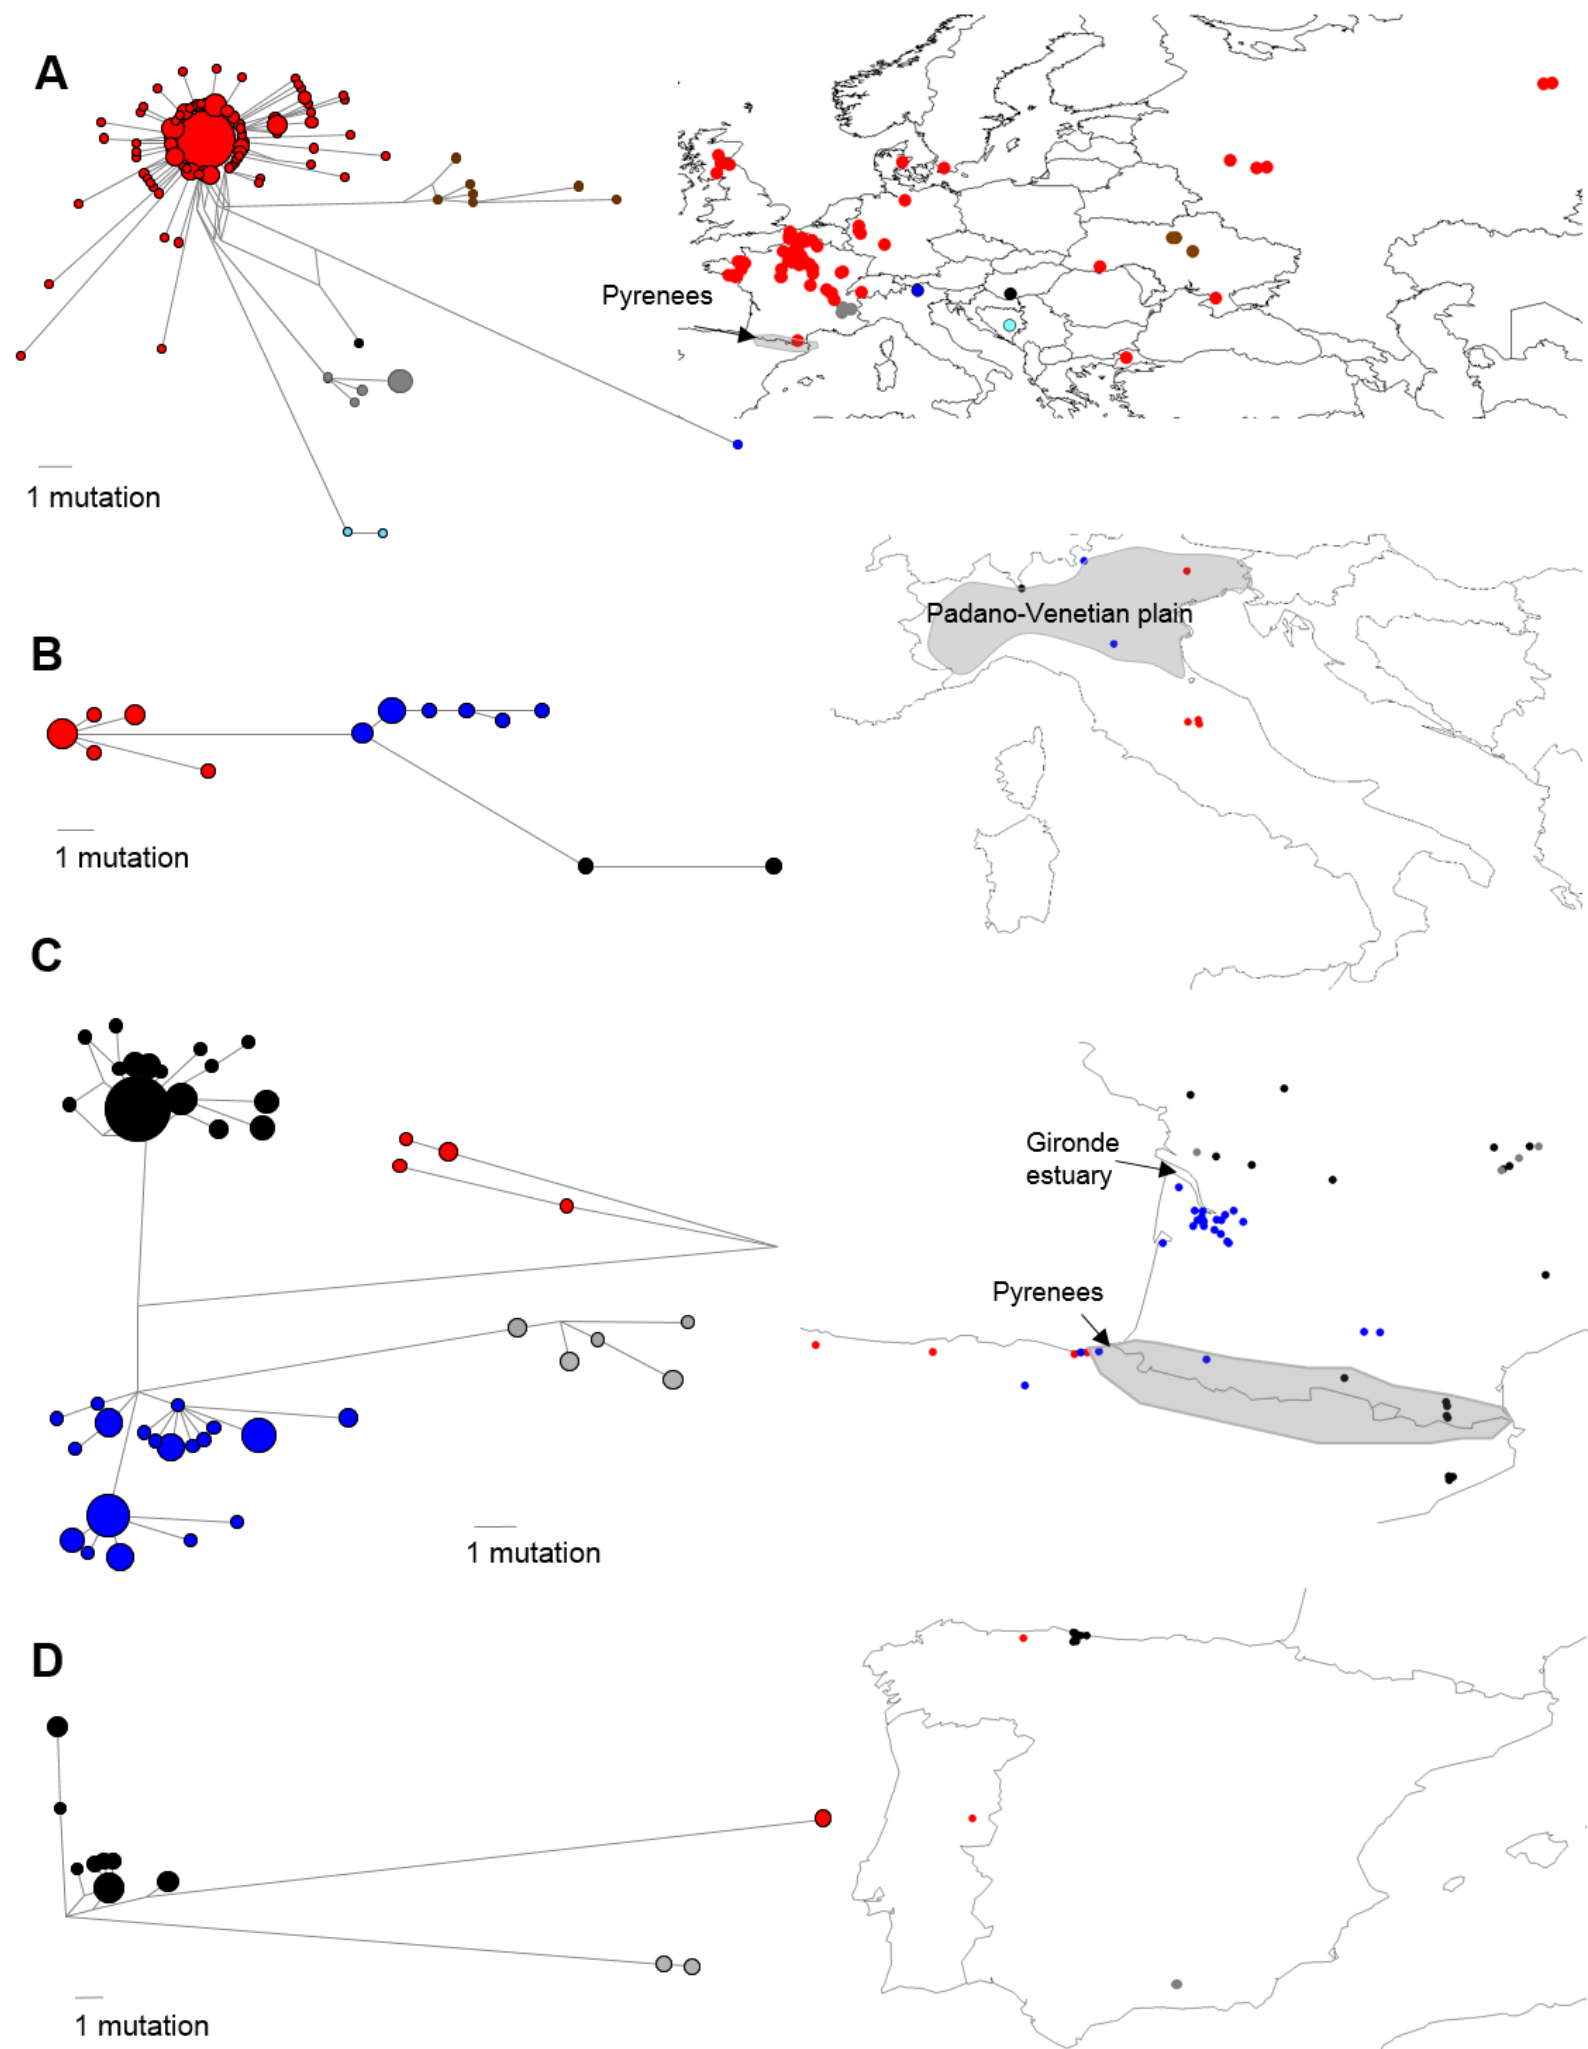 A
Pyrenees
1 mutation
B
Padano-Venetian plain
1 mutation
C
Gironde
estuary
Pyrenees
1 mutation
D
1 mutation